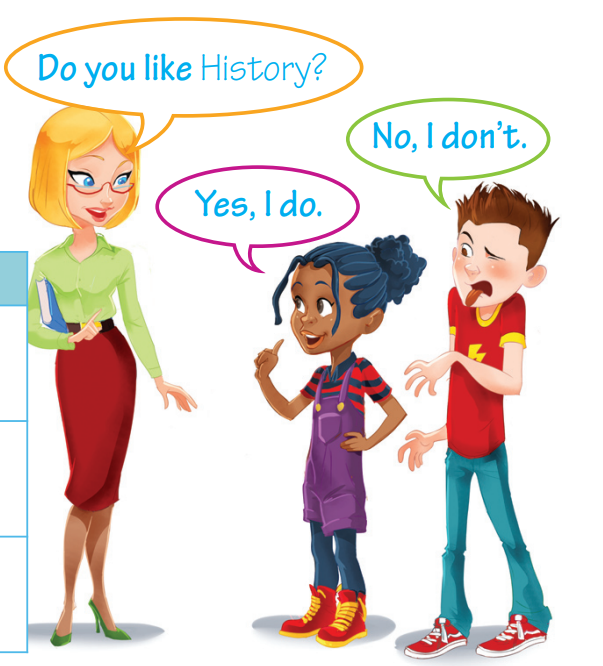 Do you like History?
No, I don't.
Yes, I do.